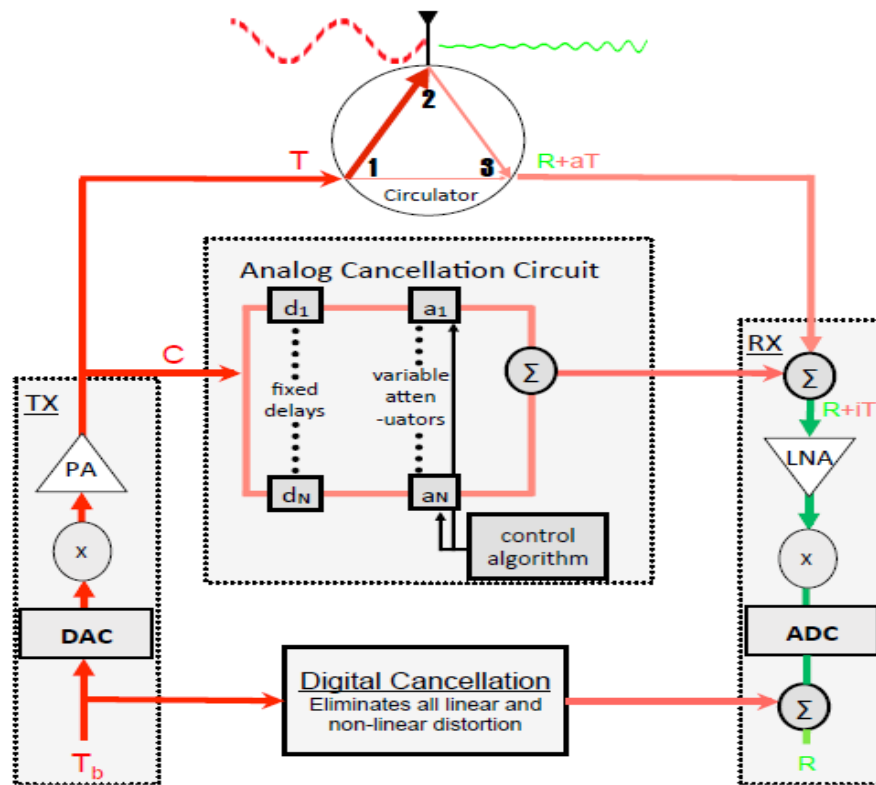 2
T
1
3
R+aT
Circulator
Analog Cancellation Circuit
d1
a1
C
fixed
delays
variable
atten
-uators
Σ
dN
aN
control
algorithm
TX
PA
x
DAC
Tb
Digital Cancellation
Eliminates all linear and
non-linear distortion
RX
Σ
R+iT
LNA
x
ADC
Σ
R